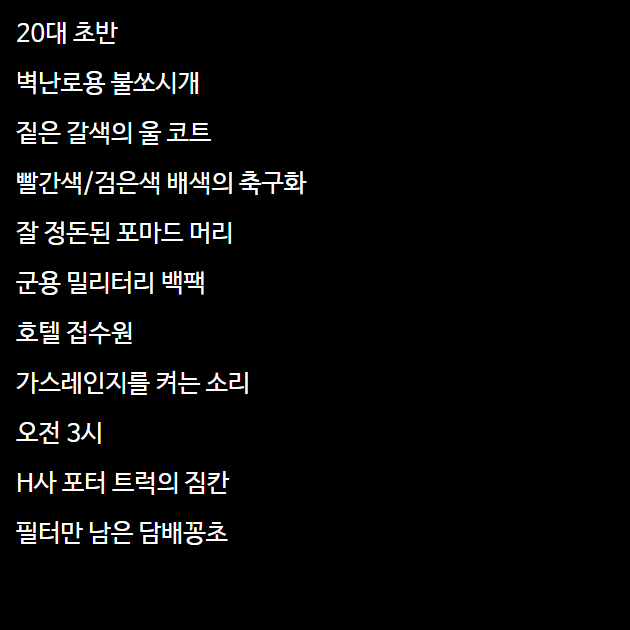 20대 초반
벽난로용 불쏘시개
짙은 갈색의 울 코트
빨간색/검은색 배색의 축구화
잘 정돈된 포마드 머리
군용 밀리터리 백팩
호텔 접수원
가스레인지를 켜는 소리
오전 3시
H사 포터 트럭의 짐칸
필터만 남은 담배꽁초